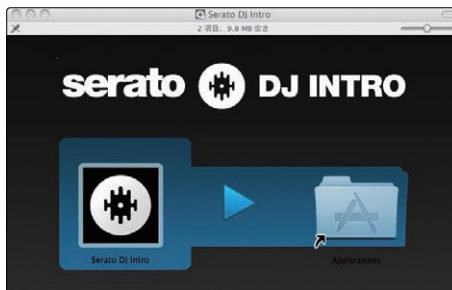 Serato DJ Intro
2 項目、9.8 MB 空き
serato DJ INTRO
Serato DJ Intro
Applications